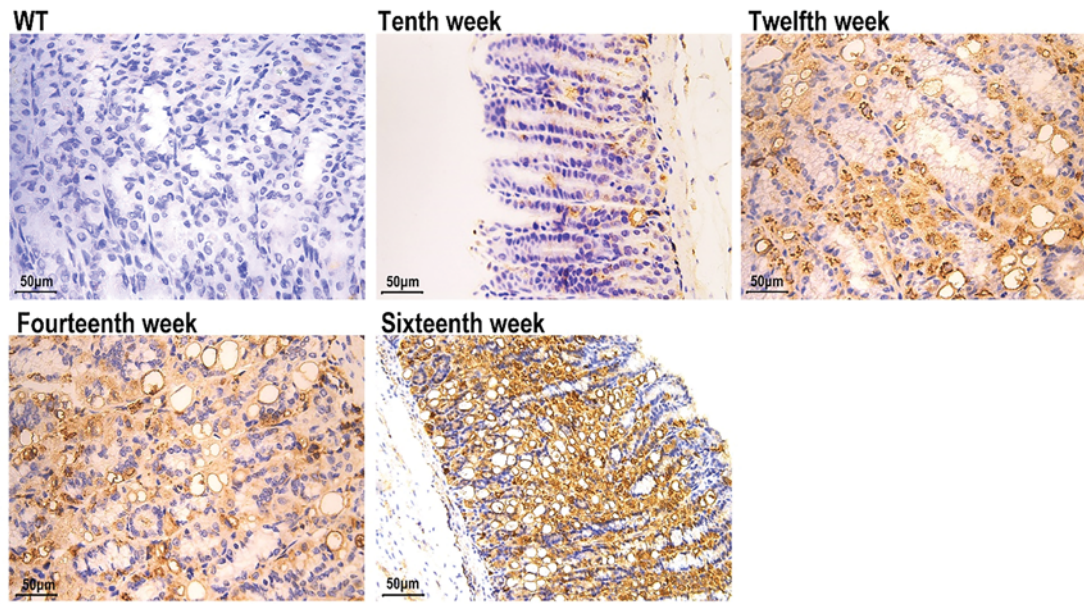 WT
Tenth week
Twelfth week
50μm
50μm
50μm
Fourteenth week
Sixteenth week
50μm
50μm